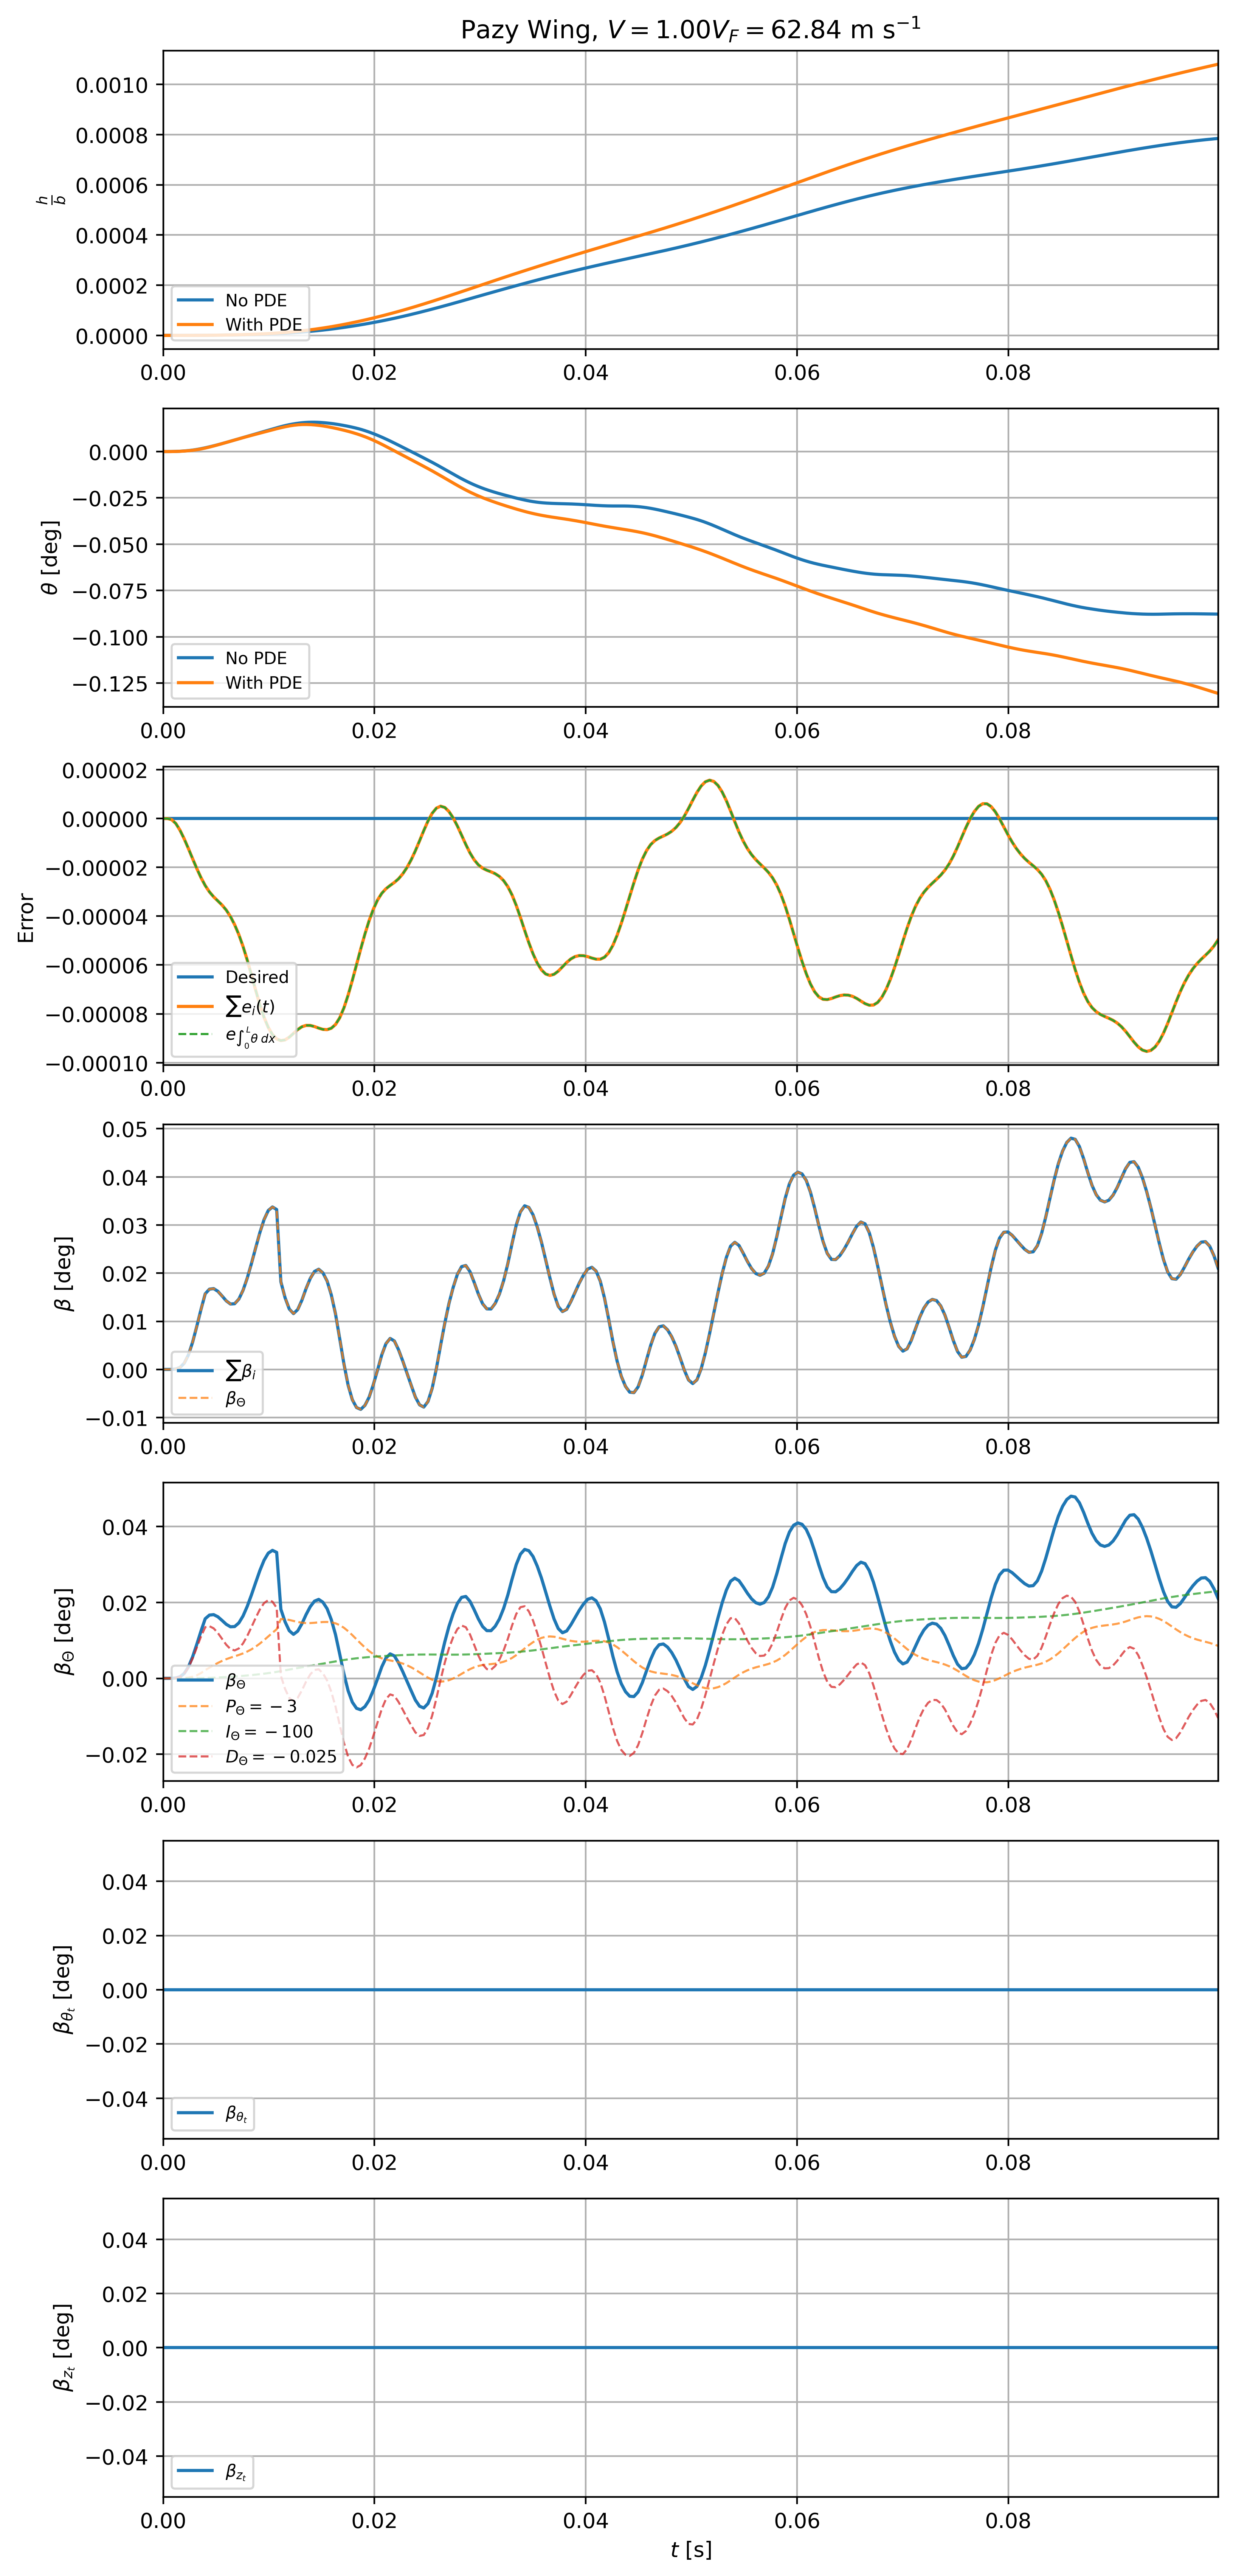 Pazy Wing, V = 1.00V_F = 62.84 m s⁻¹
h/b
0.0010
0.0008
0.0006
0.0004
0.0002
0.0000
No PDE
With PDE
0.00 0.02 0.04 0.06 0.08
θ [deg]
0.000
−0.025
−0.050
−0.075
−0.100
−0.125
No PDE
With PDE
0.00 0.02 0.04 0.06 0.08
Error
0.00002
0.00000
−0.00002
−0.00004
−0.00006
−0.00008
−0.00010
Desired
∑e_i(t)
e_{∫_0^L θ dx}
0.00 0.02 0.04 0.06 0.08
β [deg]
0.05
0.04
0.03
0.02
0.01
0.00
−0.01
∑β_i
β_Θ
0.00 0.02 0.04 0.06 0.08
β_Θ [deg]
0.04
0.02
0.00
−0.02
β_Θ
P_Θ = −3
I_Θ = −100
D_Θ = −0.025
0.00 0.02 0.04 0.06 0.08
β_{θ_t} [deg]
0.04
0.02
0.00
−0.02
−0.04
β_{θ_t}
0.00 0.02 0.04 0.06 0.08
β_{z_t} [deg]
0.04
0.02
0.00
−0.02
−0.04
β_{z_t}
0.00 0.02 0.04 0.06 0.08
t [s]